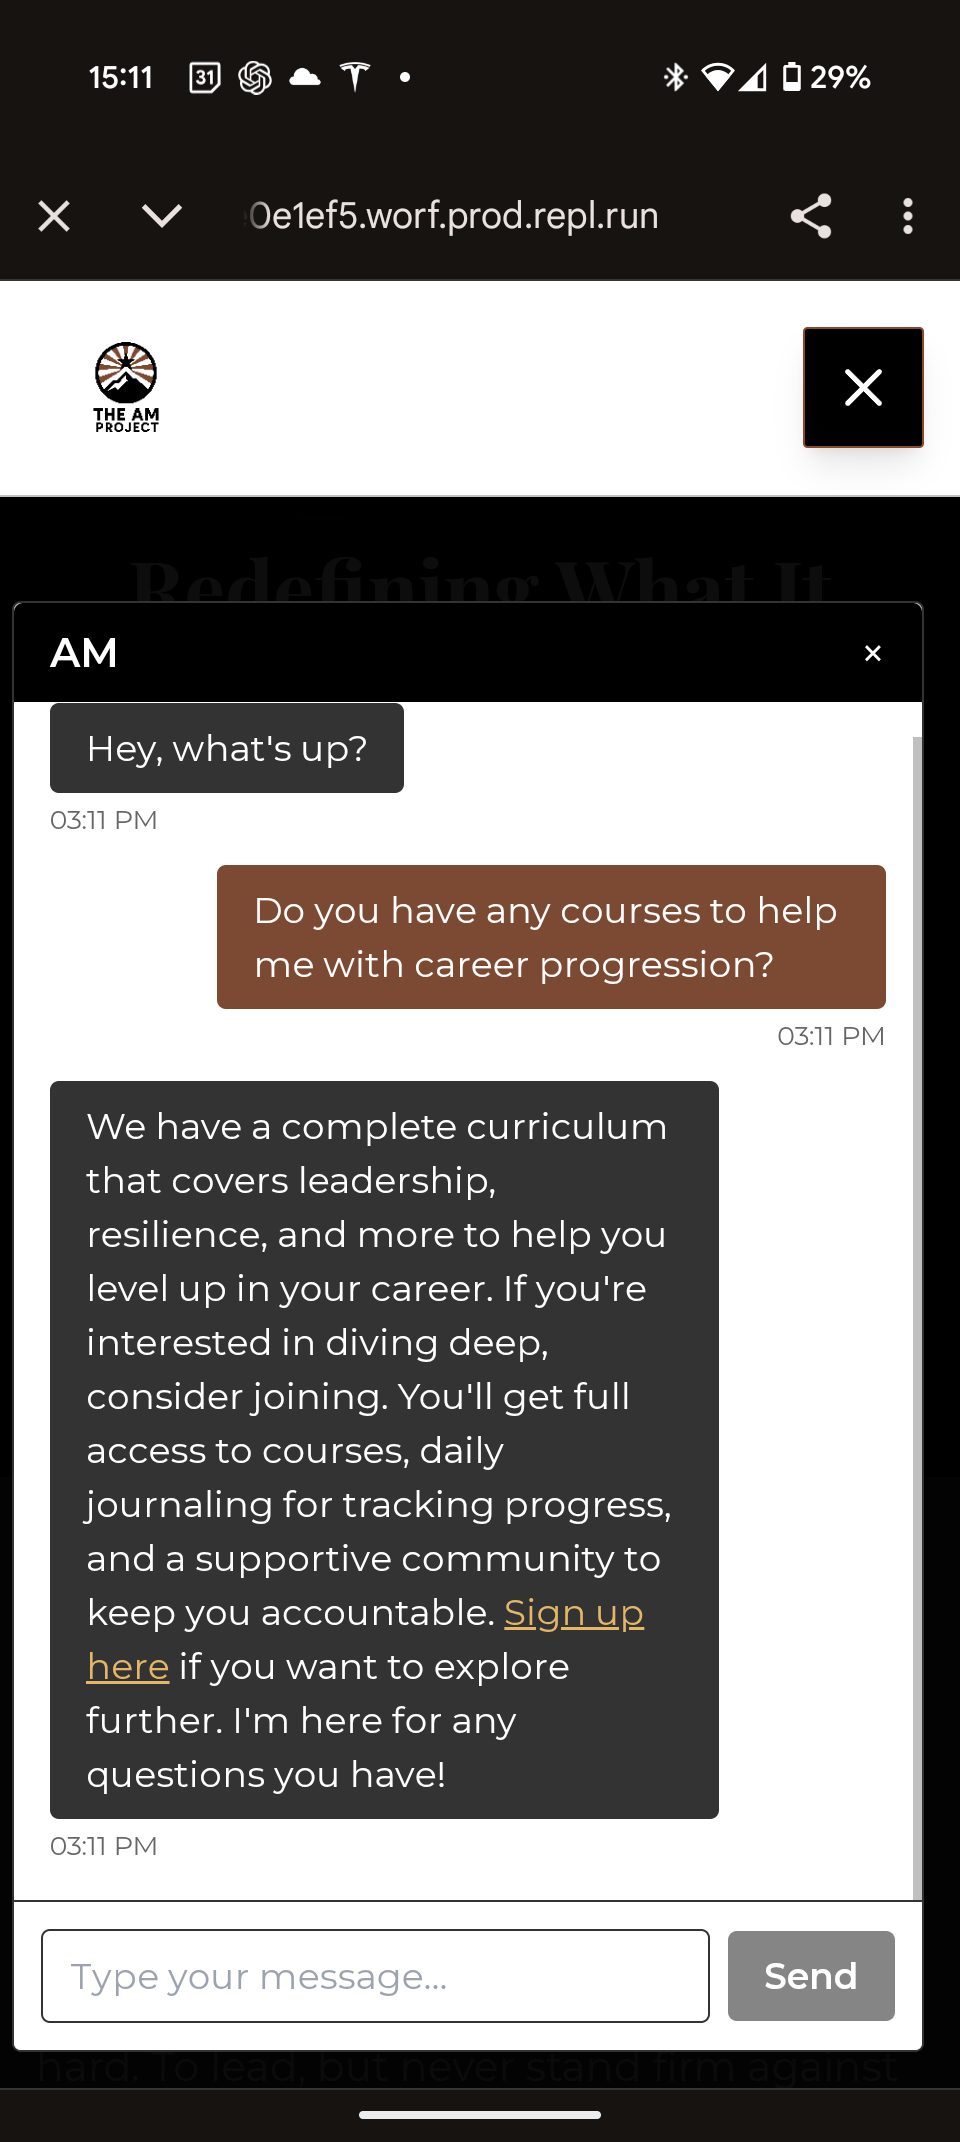 15:11
31
29%
0e1ef5.worf.prod.repl.run
THE AM
PROJECT
Redefining What It
AM
×
Hey, what's up?
03:11 PM
Do you have any courses to help
me with career progression?
03:11 PM
We have a complete curriculum
that covers leadership,
resilience, and more to help you
level up in your career. If you're
interested in diving deep,
consider joining. You'll get full
access to courses, daily
journaling for tracking progress,
and a supportive community to
keep you accountable. Sign up
here if you want to explore
further. I'm here for any
questions you have!
03:11 PM
Type your message...
Send
hard. To lead, but never stand firm against